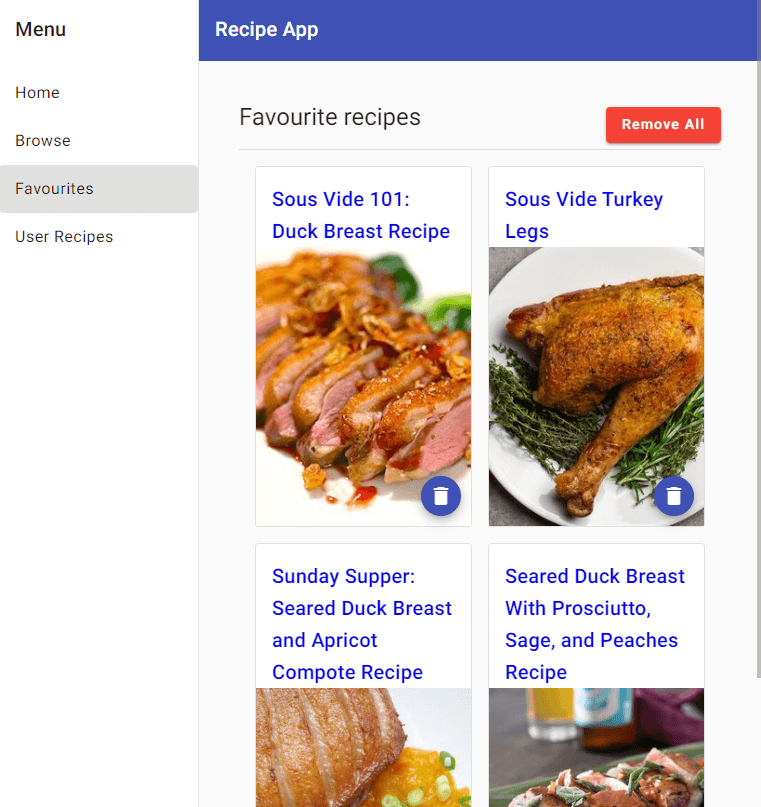 Menu
Recipe App
Home
Browse
Favourites
User Recipes
Favourite recipes
Remove All
Sous Vide 101:
Duck Breast Recipe
Sous Vide Turkey
Legs
Sunday Supper:
Seared Duck Breast
and Apricot
Compote Recipe
Seared Duck Breast
With Prosciutto,
Sage, and Peaches
Recipe